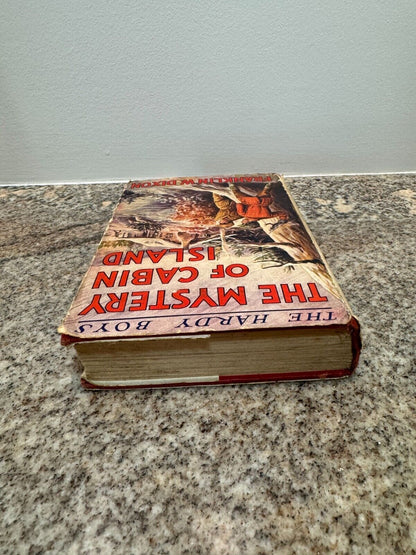 THE HARDY BOYS
THE MYSTERY
OF CABIN
ISLAND
FRANKLIN W. DIXON